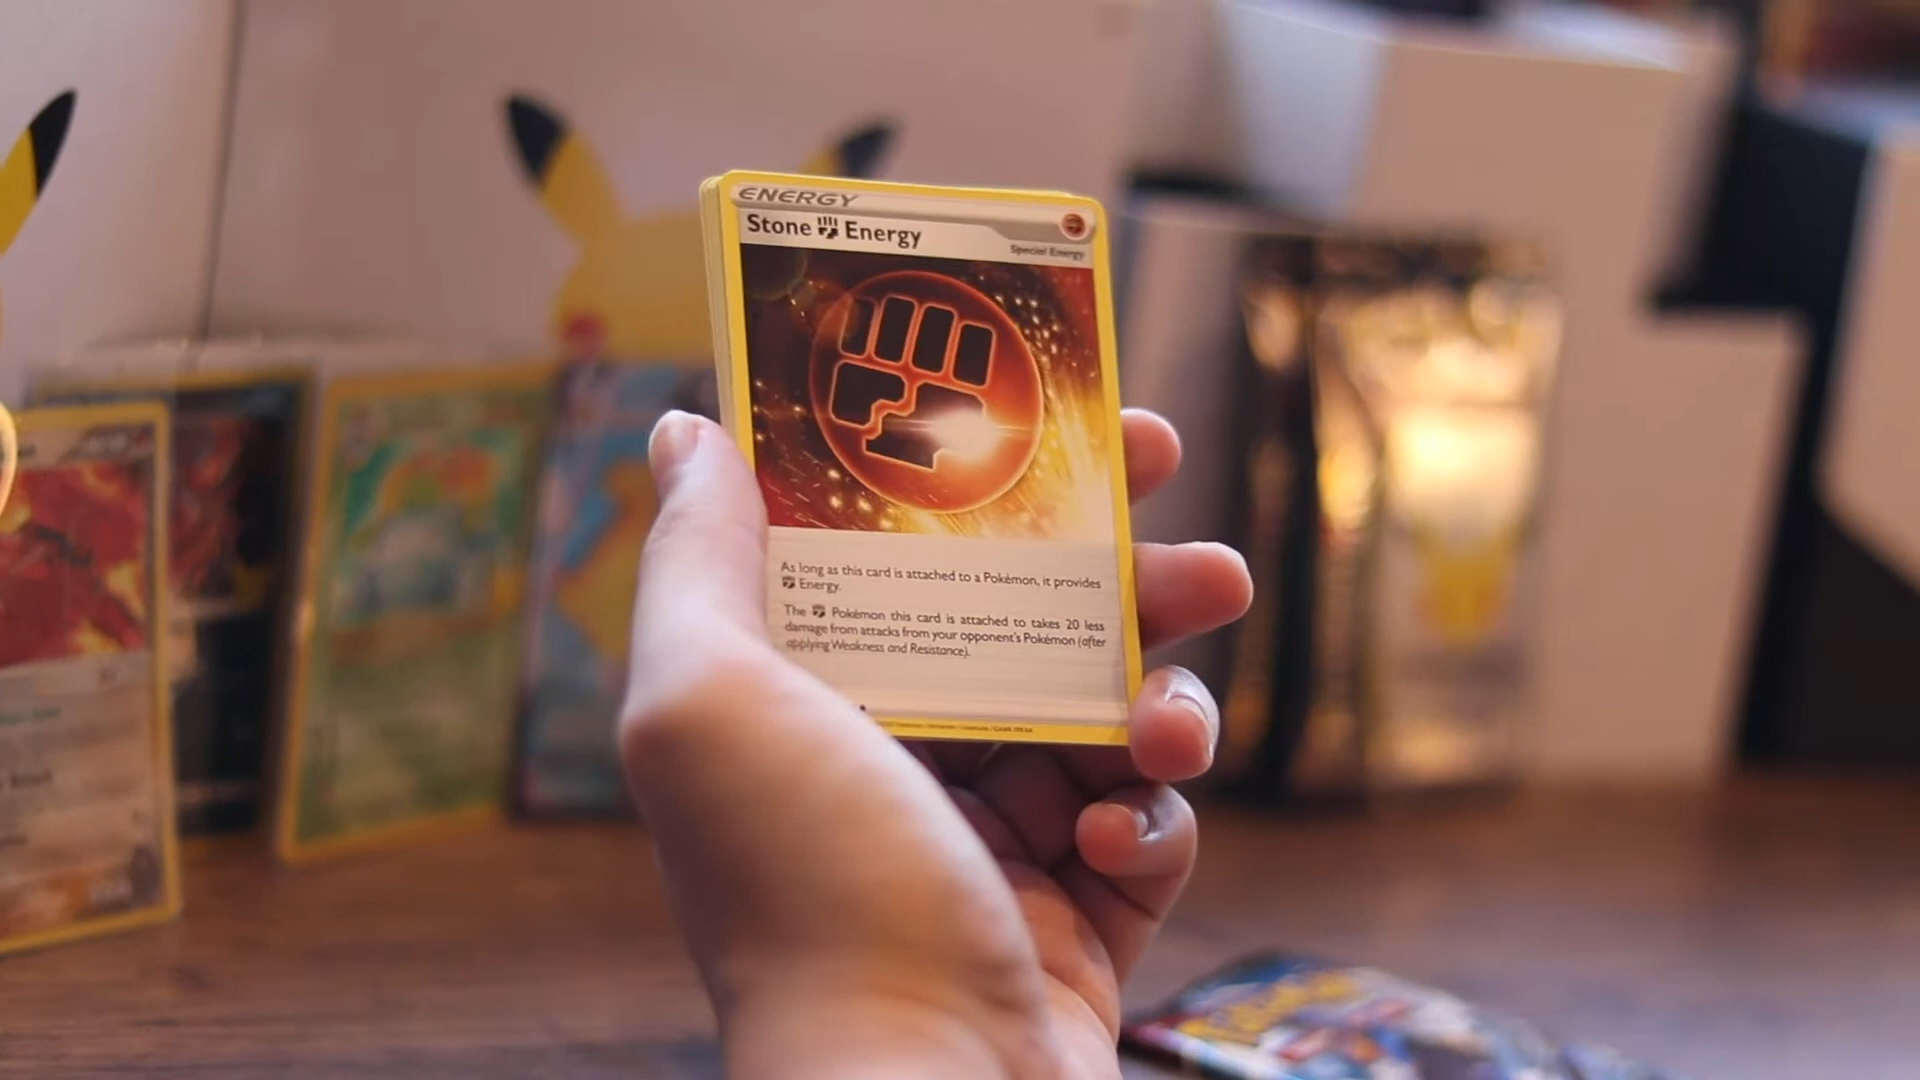 ENERGY
Stone Energy
Special Energy
As long as this card is attached to a Pokémon, it provides
Energy.
The Pokémon this card is attached to takes 20 less
damage from attacks from your opponent's Pokémon (after
applying Weakness and Resistance).